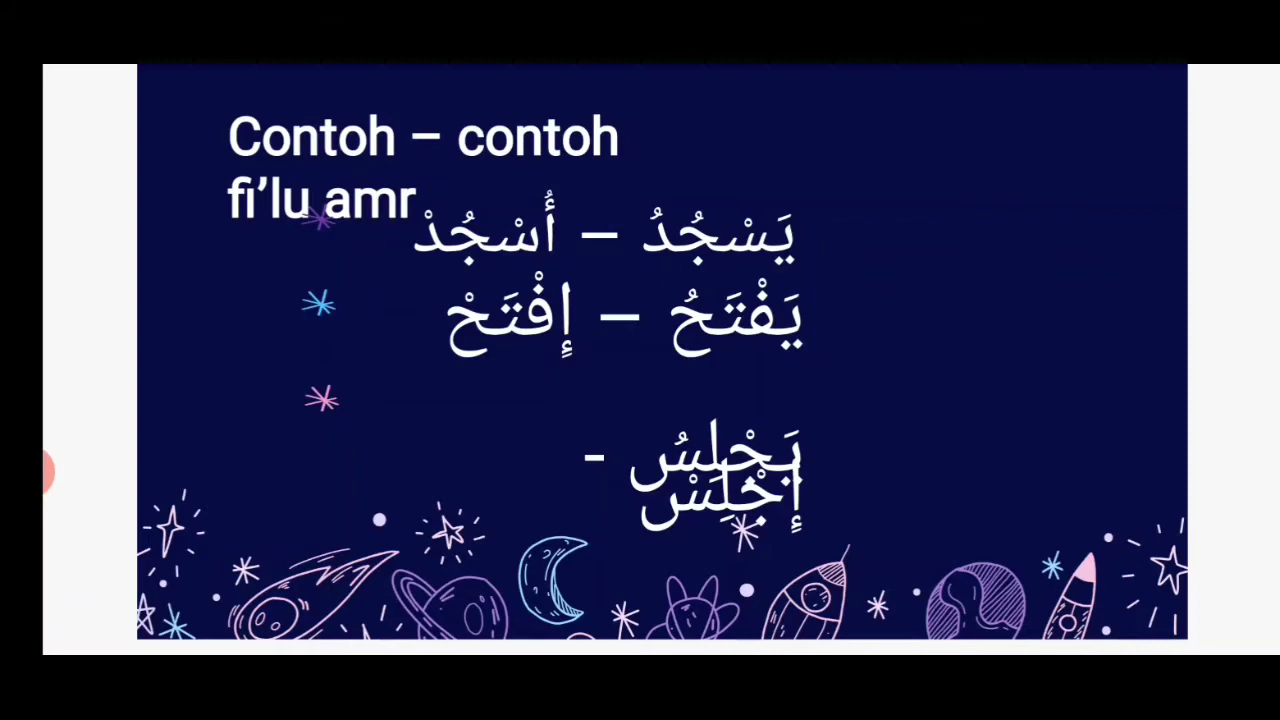 Contoh – contoh
fi’lu amr
يَسْجُدُ – أُسْجُدْ
يَفْتَحُ – إِفْتَحْ
يَجْلِسُ -
إِجْلِسْ